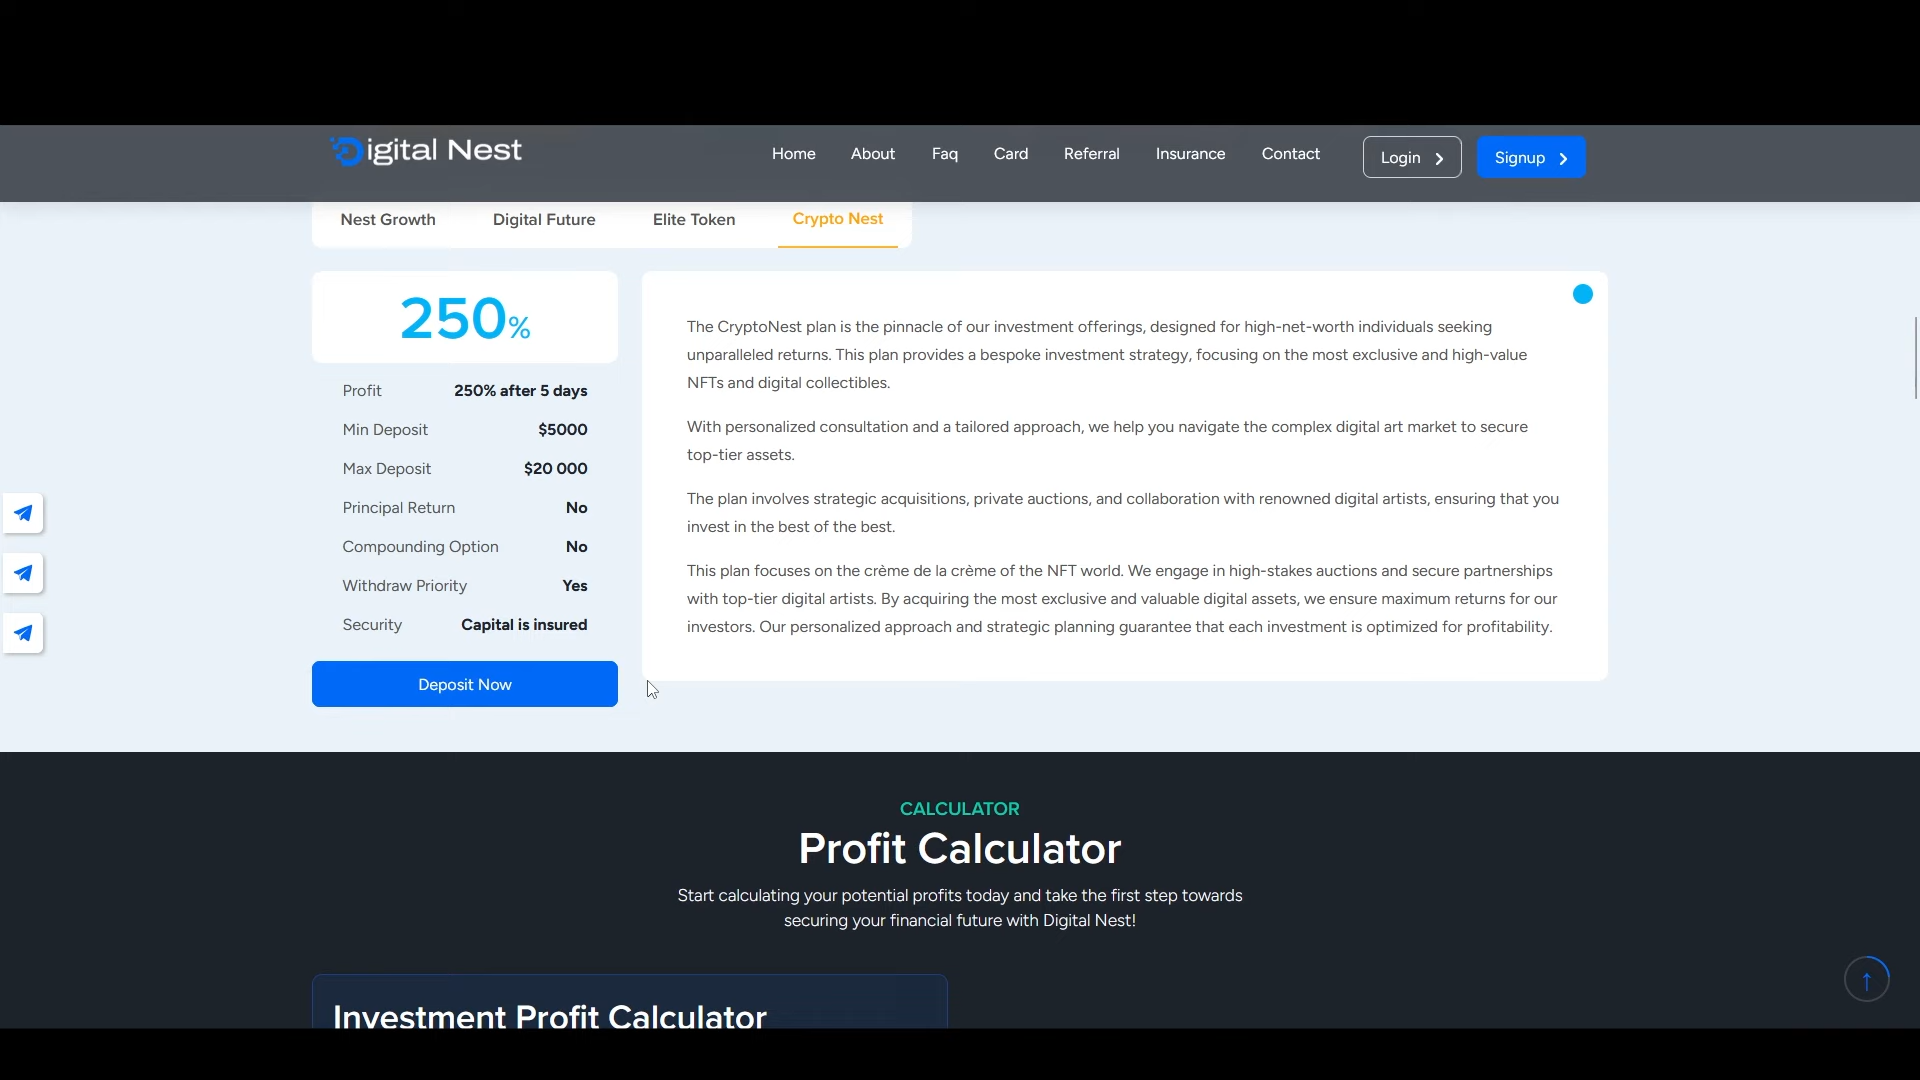 Digital Nest
Home About Faq Card Referral Insurance Contact Login Signup
Nest Growth Digital Future Elite Token Crypto Nest
250%
Profit 250% after 5 days
Min Deposit $5000
Max Deposit $20 000
Principal Return No
Compounding Option No
Withdraw Priority Yes
Security Capital is insured
Deposit Now
The CryptoNest plan is the pinnacle of our investment offerings, designed for high-net-worth individuals seeking
unparalleled returns. This plan provides a bespoke investment strategy, focusing on the most exclusive and high-value
NFTs and digital collectibles.
With personalized consultation and a tailored approach, we help you navigate the complex digital art market to secure
top-tier assets.
The plan involves strategic acquisitions, private auctions, and collaboration with renowned digital artists, ensuring that you
invest in the best of the best.
This plan focuses on the crème de la crème of the NFT world. We engage in high-stakes auctions and secure partnerships
with top-tier digital artists. By acquiring the most exclusive and valuable digital assets, we ensure maximum returns for our
investors. Our personalized approach and strategic planning guarantee that each investment is optimized for profitability.
CALCULATOR
Profit Calculator
Start calculating your potential profits today and take the first step towards
securing your financial future with Digital Nest!
Investment Profit Calculator